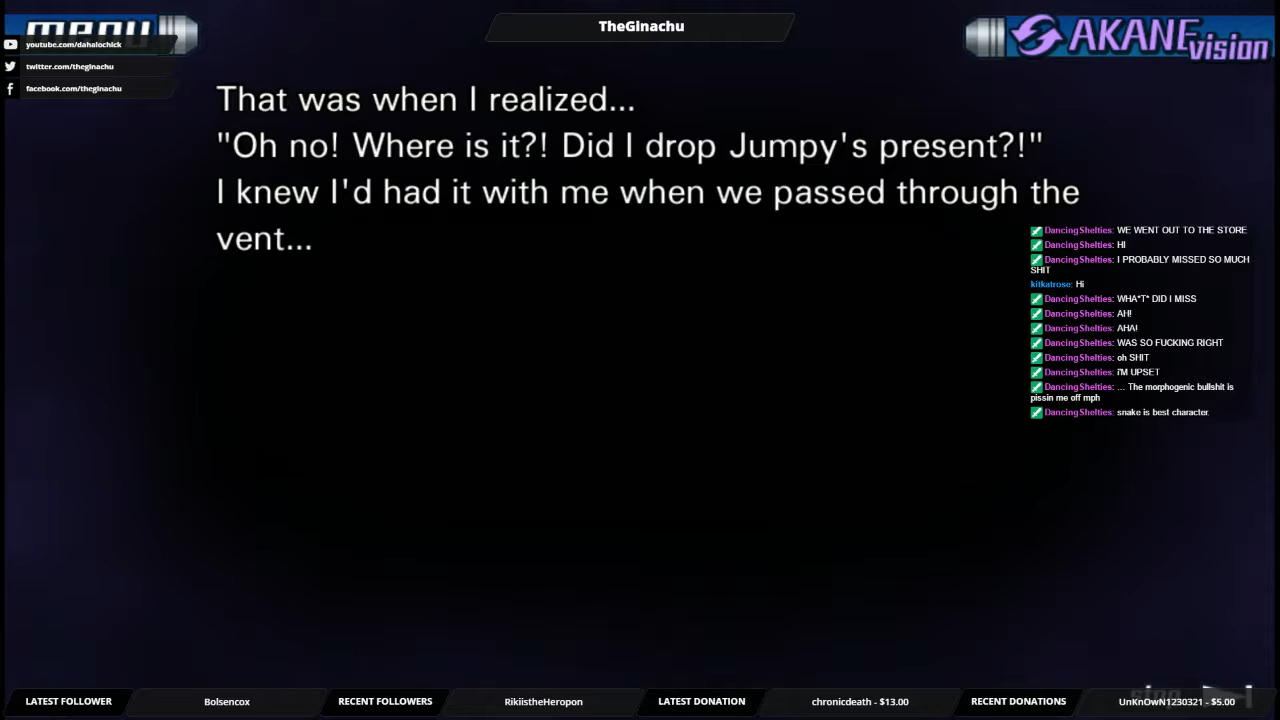 MENU
TheGinachu
AKANE vision
youtube.com/dahalochick
twitter.com/theginachu
facebook.com/theginachu
That was when I realized...
"Oh no! Where is it?! Did I drop Jumpy's present?!"
I knew I'd had it with me when we passed through the
vent...
DancingShelties: WE WENT OUT TO THE STORE
DancingShelties: HI
DancingShelties: I PROBABLY MISSED SO MUCH
SHIT
kitkatrose: Hi
DancingShelties: WHA*T* DID I MISS
DancingShelties: AH!
DancingShelties: AHA!
DancingShelties: WAS SO FUCKING RIGHT
DancingShelties: oh SHIT
DancingShelties: i'M UPSET
DancingShelties: ... The morphogenic bullshit is
pissin me off mph
DancingShelties: snake is best character.
LATEST FOLLOWER Bolsencox RECENT FOLLOWERS RikiistheHeropon LATEST DONATION chronicdeath - $13.00 RECENT DONATIONS UnKnOwN1230321 - $5.00